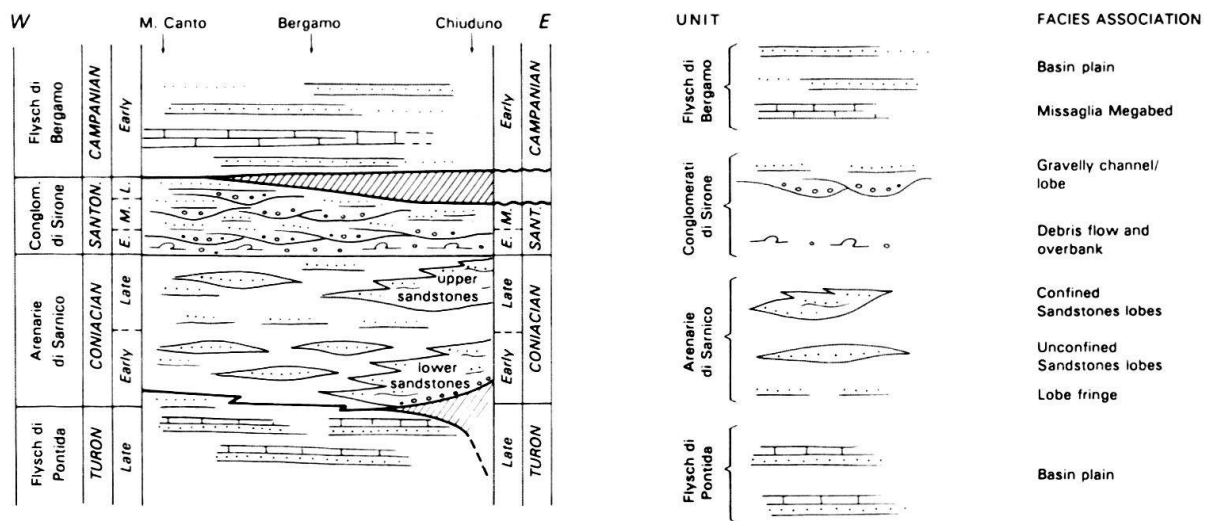 W
M. Canto
Bergamo
Chiuduno
E
Flysch di
Bergamo
CAMPANIAN
Early
Early
CAMPANIAN
Conglom.
di Sirone
SANTON.
E. M. L.
E. M.
SANT.
Arenarie
di Sarnico
CONIACIAN
Late
Early
upper
sandstones
lower
sandstones
Late
Early
CONIACIAN
Flysch di
Pontida
TURON
Late
Late
TURON
UNIT
FACIES ASSOCIATION
Flysch di
Bergamo
Basin plain
Missaglia Megabed
Conglomerati
di Sirone
Gravelly channel/
lobe
Debris flow and
overbank
Arenarie
di Sarnico
Confined
Sandstones lobes
Unconfined
Sandstones lobes
Lobe fringe
Flysch di
Pontida
Basin plain